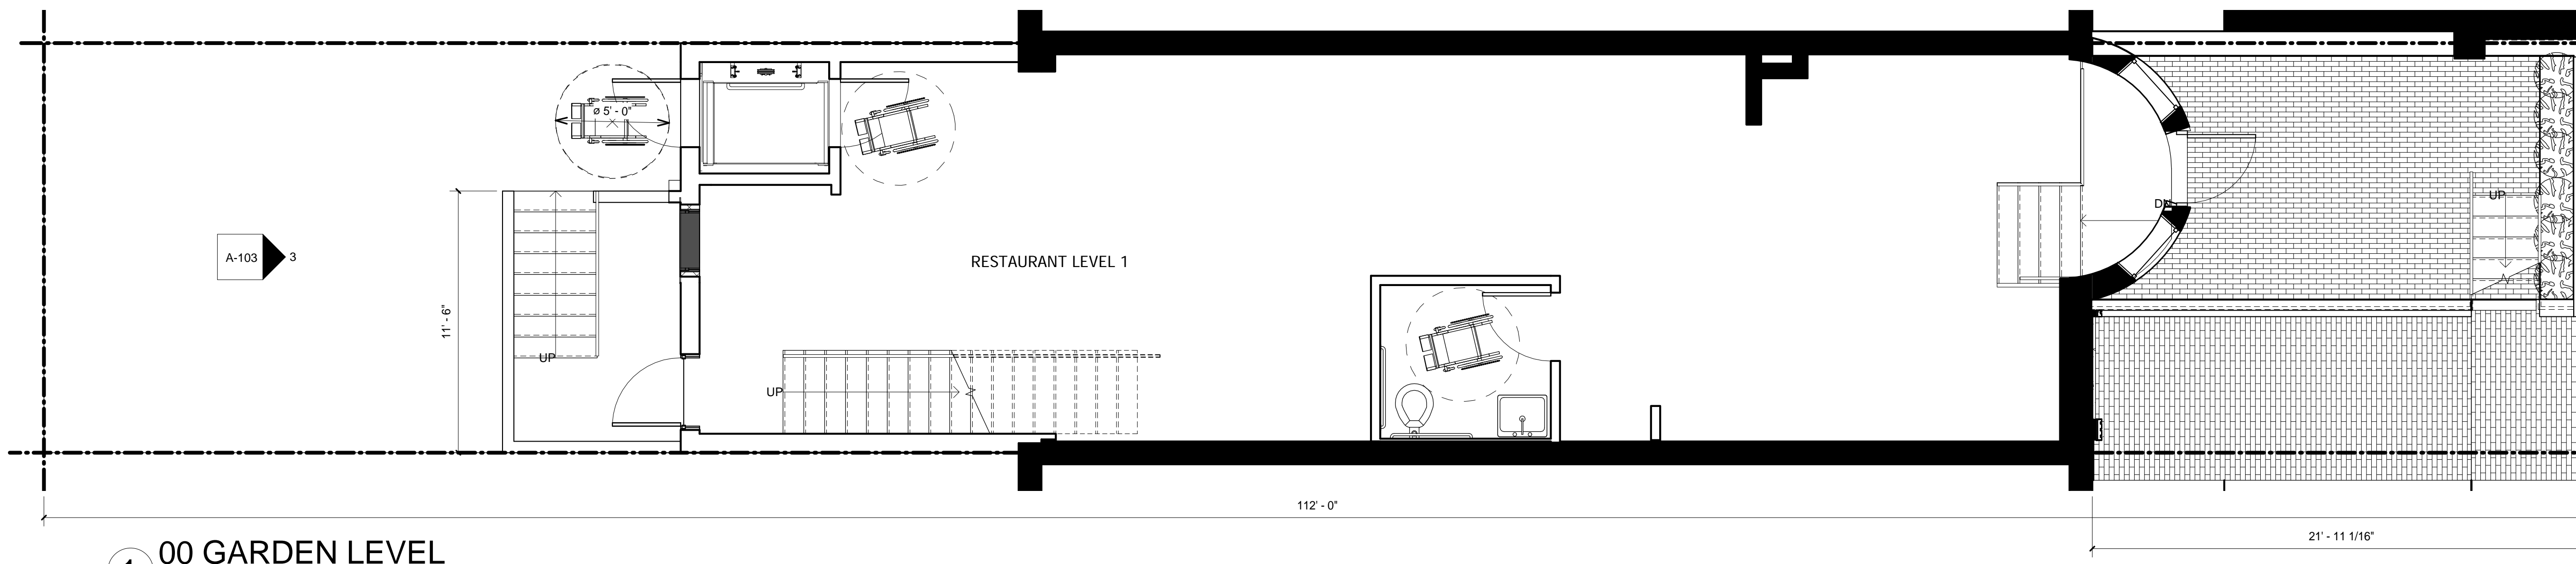 ø 5' - 0"
A-103
3
11' - 6"
UP
UP
RESTAURANT LEVEL 1
DN
UP
112' - 0"
21' - 11 1/16"
00 GARDEN LEVEL